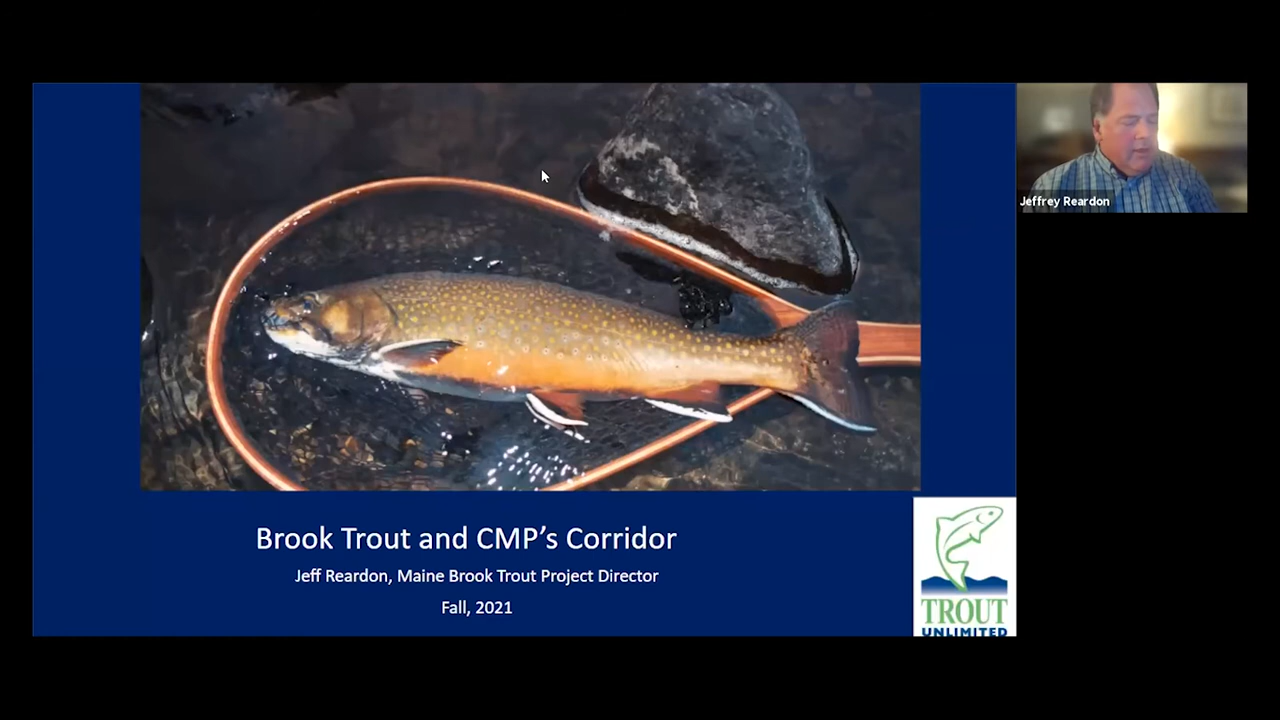 Jeffrey Reardon
Brook Trout and CMP's Corridor
Jeff Reardon, Maine Brook Trout Project Director
Fall, 2021
TROUT
UNLIMITED